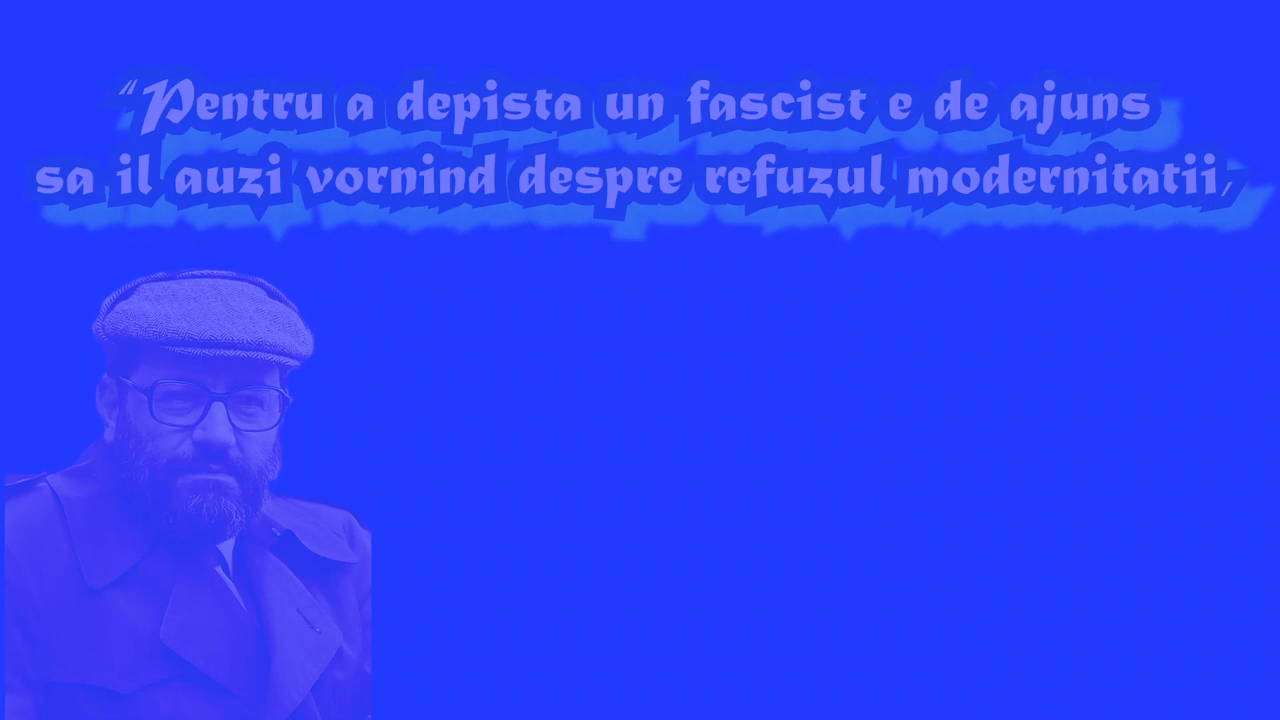 “Pentru a depista un fascist e de ajuns
sa il auzi vornind despre refuzul modernitatii,